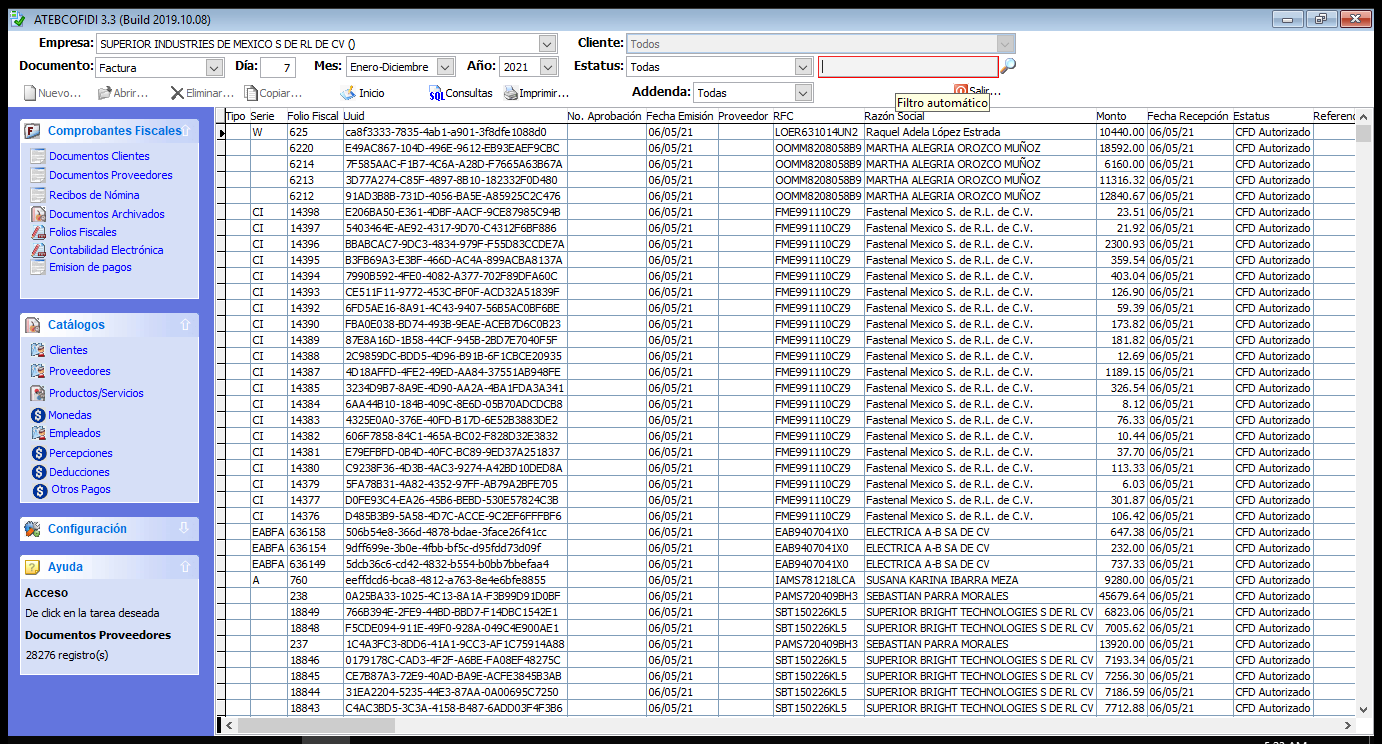 ATEBCOFIDI 3.3 (Build 2019.10.08)
Empresa: SUPERIOR INDUSTRIES DE MEXICO S DE RL DE CV () Cliente: Todos
Documento: Factura Día: 7 Mes: Enero-Diciembre Año: 2021 Estatus: Todas
Nuevo... Abrir... Eliminar... Copiar... Inicio SQL Consultas Imprimir... Addenda: Todas Salir...
Filtro automático
Comprobantes Fiscales
Documentos Clientes
Documentos Proveedores
Recibos de Nómina
Documentos Archivados
Folios Fiscales
Contabilidad Electrónica
Emision de pagos
Catálogos
Clientes
Proveedores
Productos/Servicios
Monedas
Empleados
Percepciones
Deducciones
Otros Pagos
Configuración
Ayuda
Acceso
De click en la tarea deseada
Documentos Proveedores
28276 registro(s)
Tipo Serie Folio Fiscal Uuid No. Aprobación Fecha Emisión Proveedor RFC Razón Social Monto Fecha Recepción Estatus Referenc
W 625 ca8f3333-7835-4ab1-a901-3f8dfe1088d0 06/05/21 LOER631014UN2 Raquel Adela López Estrada 10440.00 06/05/21 CFD Autorizado
6220 E49AC867-104D-496E-9612-EB93EAEF9CBC 06/05/21 OOMM8208058B9 MARTHA ALEGRIA OROZCO MUÑOZ 18592.00 06/05/21 CFD Autorizado
6214 7F585AAC-F1B7-4C6A-A28D-F7665A63B67A 06/05/21 OOMM8208058B9 MARTHA ALEGRIA OROZCO MUÑOZ 6160.00 06/05/21 CFD Autorizado
6213 3D77A274-C85F-4897-8B10-182332F0D480 06/05/21 OOMM8208058B9 MARTHA ALEGRIA OROZCO MUÑOZ 11316.32 06/05/21 CFD Autorizado
6212 91AD3B8B-731D-4056-BA5E-A85925C2C476 06/05/21 OOMM8208058B9 MARTHA ALEGRIA OROZCO MUÑOZ 12840.67 06/05/21 CFD Autorizado
CI 14398 E206BA50-E361-4DBF-AACF-9CE87985C94B 06/05/21 FME991110CZ9 Fastenal Mexico S. de R.L. de C.V. 23.51 06/05/21 CFD Autorizado
CI 14397 5403464E-AE92-4317-9D70-C4312F6BF886 06/05/21 FME991110CZ9 Fastenal Mexico S. de R.L. de C.V. 21.92 06/05/21 CFD Autorizado
CI 14396 BBABCAC7-9DC3-4834-979F-F55D83CCDE7A 06/05/21 FME991110CZ9 Fastenal Mexico S. de R.L. de C.V. 2300.93 06/05/21 CFD Autorizado
CI 14395 B3FB69A3-E3BF-466D-AC4A-899ACBA8137A 06/05/21 FME991110CZ9 Fastenal Mexico S. de R.L. de C.V. 359.54 06/05/21 CFD Autorizado
CI 14394 7990B592-4FE0-4082-A377-702F89DFA60C 06/05/21 FME991110CZ9 Fastenal Mexico S. de R.L. de C.V. 403.04 06/05/21 CFD Autorizado
CI 14393 CE511F11-9772-453C-BF0F-ACD32A51839F 06/05/21 FME991110CZ9 Fastenal Mexico S. de R.L. de C.V. 126.90 06/05/21 CFD Autorizado
CI 14392 6FD5AE16-8A91-4C43-9407-56B5AC0BF6BE 06/05/21 FME991110CZ9 Fastenal Mexico S. de R.L. de C.V. 59.39 06/05/21 CFD Autorizado
CI 14390 FBA0E038-BD74-493B-9EAE-ACEB7D6C0B23 06/05/21 FME991110CZ9 Fastenal Mexico S. de R.L. de C.V. 173.82 06/05/21 CFD Autorizado
CI 14389 87E8A16D-1B58-44CF-945B-2BD7E7040F5F 06/05/21 FME991110CZ9 Fastenal Mexico S. de R.L. de C.V. 181.82 06/05/21 CFD Autorizado
CI 14388 2C9859DC-BDD5-4D96-B91B-6F1CBCE20935 06/05/21 FME991110CZ9 Fastenal Mexico S. de R.L. de C.V. 12.69 06/05/21 CFD Autorizado
CI 14387 4D18AFFD-4FE2-49ED-AA84-37551AB948FE 06/05/21 FME991110CZ9 Fastenal Mexico S. de R.L. de C.V. 1189.15 06/05/21 CFD Autorizado
CI 14385 3234D9B7-8A9E-4D90-AA2A-4BA1FDA3A341 06/05/21 FME991110CZ9 Fastenal Mexico S. de R.L. de C.V. 326.54 06/05/21 CFD Autorizado
CI 14384 6AA44B10-184B-409C-8E6D-05B70ADCDCB8 06/05/21 FME991110CZ9 Fastenal Mexico S. de R.L. de C.V. 8.12 06/05/21 CFD Autorizado
CI 14383 4325E0A0-376E-40FD-B17D-6E52B3883DE2 06/05/21 FME991110CZ9 Fastenal Mexico S. de R.L. de C.V. 76.33 06/05/21 CFD Autorizado
CI 14382 606F7858-84C1-465A-BC02-F828D32E3832 06/05/21 FME991110CZ9 Fastenal Mexico S. de R.L. de C.V. 10.44 06/05/21 CFD Autorizado
CI 14381 E79EFBFD-0B4D-40FC-BC89-9ED37A251837 06/05/21 FME991110CZ9 Fastenal Mexico S. de R.L. de C.V. 37.70 06/05/21 CFD Autorizado
CI 14380 C9238F36-4D3B-4AC3-9274-A42BD10DED8A 06/05/21 FME991110CZ9 Fastenal Mexico S. de R.L. de C.V. 113.33 06/05/21 CFD Autorizado
CI 14379 5FA78B31-4A82-4352-97FF-AB79A2BFE705 06/05/21 FME991110CZ9 Fastenal Mexico S. de R.L. de C.V. 6.03 06/05/21 CFD Autorizado
CI 14377 D0FE93C4-EA26-45B6-BEBD-530E57824C3B 06/05/21 FME991110CZ9 Fastenal Mexico S. de R.L. de C.V. 301.87 06/05/21 CFD Autorizado
CI 14376 D485B3B9-5A58-4D7C-ACCE-9C2EF6FFFBF6 06/05/21 FME991110CZ9 Fastenal Mexico S. de R.L. de C.V. 106.42 06/05/21 CFD Autorizado
EABFA 636158 506b54e8-366d-4878-bdae-3face26f41cc 06/05/21 EAB9407041X0 ELECTRICA A-B SA DE CV 647.38 06/05/21 CFD Autorizado
EABFA 636154 9dff699e-3b0e-4fbb-bf5c-d95fdd73d09f 06/05/21 EAB9407041X0 ELECTRICA A-B SA DE CV 232.00 06/05/21 CFD Autorizado
EABFA 636149 5dcb36c6-cd42-4832-b554-b0bb7bbefaa4 06/05/21 EAB9407041X0 ELECTRICA A-B SA DE CV 737.33 06/05/21 CFD Autorizado
A 760 eeffdcd6-bca8-4812-a763-8e4e6bfe8855 06/05/21 IAMS781218LCA SUSANA KARINA IBARRA MEZA 9280.00 06/05/21 CFD Autorizado
238 0A25BA33-1025-4C13-8A1A-F3B99D91D0BF 06/05/21 PAMS720409BH3 SEBASTIAN PARRA MORALES 45679.64 06/05/21 CFD Autorizado
18849 766B394E-2FE9-44BD-BBD7-F14DBC1542E1 06/05/21 SBT150226KL5 SUPERIOR BRIGHT TECHNOLOGIES S DE RL CV 6823.06 06/05/21 CFD Autorizado
18848 F5CDE094-911E-49F0-928A-049C4E900AE1 06/05/21 SBT150226KL5 SUPERIOR BRIGHT TECHNOLOGIES S DE RL CV 7005.62 06/05/21 CFD Autorizado
237 1C4A3FC3-8DD6-41A1-9CC3-AF1C75914A88 06/05/21 PAMS720409BH3 SEBASTIAN PARRA MORALES 13920.00 06/05/21 CFD Autorizado
18846 0179178C-CAD3-4F2F-A6BE-FA08EF48275C 06/05/21 SBT150226KL5 SUPERIOR BRIGHT TECHNOLOGIES S DE RL CV 7193.34 06/05/21 CFD Autorizado
18845 CE7B87A3-72E9-40AD-BA9E-ACFE3845B3AB 06/05/21 SBT150226KL5 SUPERIOR BRIGHT TECHNOLOGIES S DE RL CV 7256.30 06/05/21 CFD Autorizado
18844 31EA2204-5235-44E3-87AA-0A00695C7250 06/05/21 SBT150226KL5 SUPERIOR BRIGHT TECHNOLOGIES S DE RL CV 7186.59 06/05/21 CFD Autorizado
18843 C4AC3BD5-3C3A-4158-B487-6ADD03F4F3B6 06/05/21 SBT150226KL5 SUPERIOR BRIGHT TECHNOLOGIES S DE RL CV 7712.88 06/05/21 CFD Autorizado